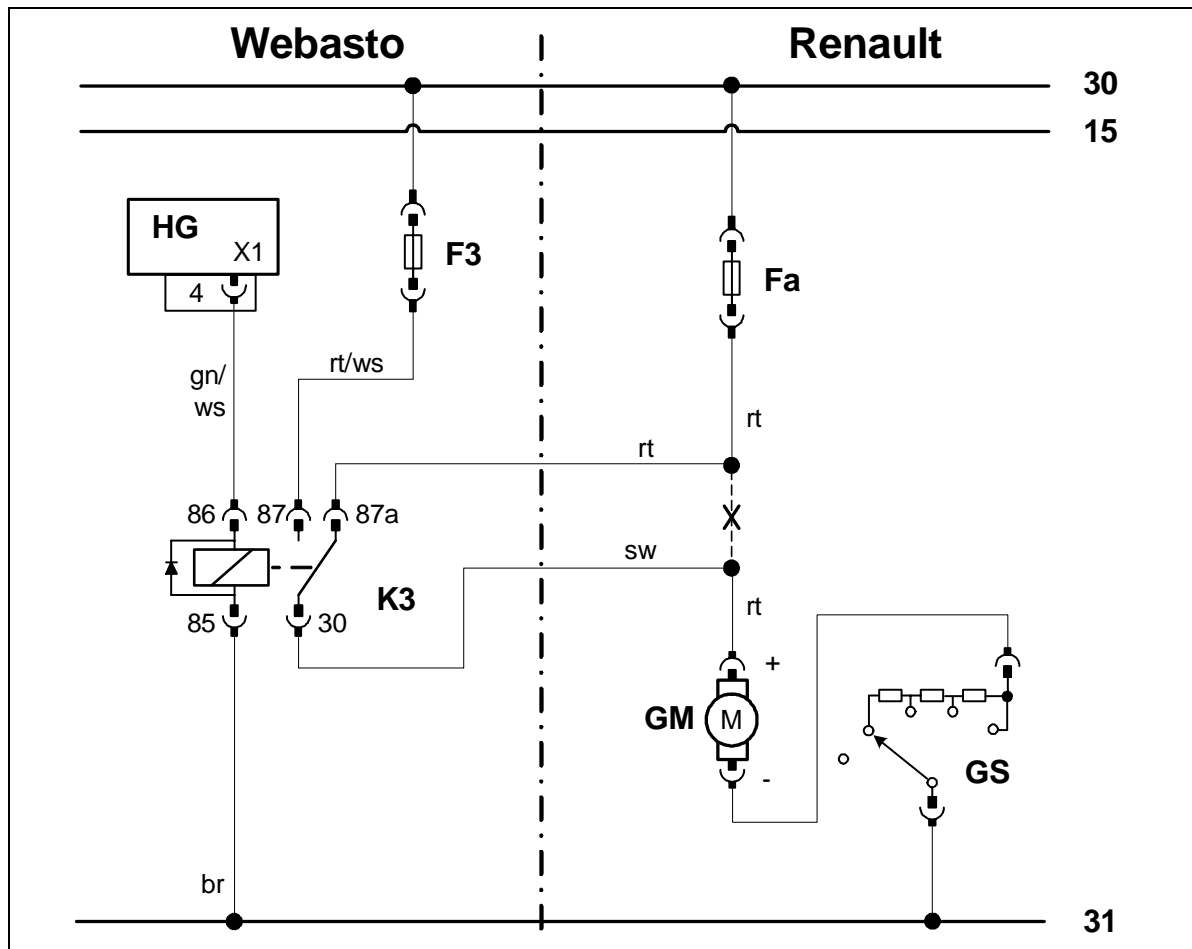 Webasto
Renault
30
15
HG
X1
4
F3
Fa
gn/
ws
rt/ws
rt
rt
86
87
87a
sw
K3
85
30
rt
+
GM
M
-
GS
br
31